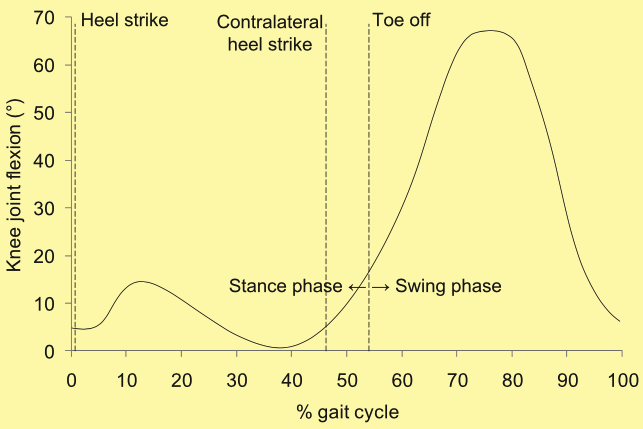 Heel strike
Contralateral
heel strike
Toe off
Knee joint flexion (°)
70
60
50
40
30
20
10
0
Stance phase ←→ Swing phase
0 10 20 30 40 50 60 70 80 90 100
% gait cycle